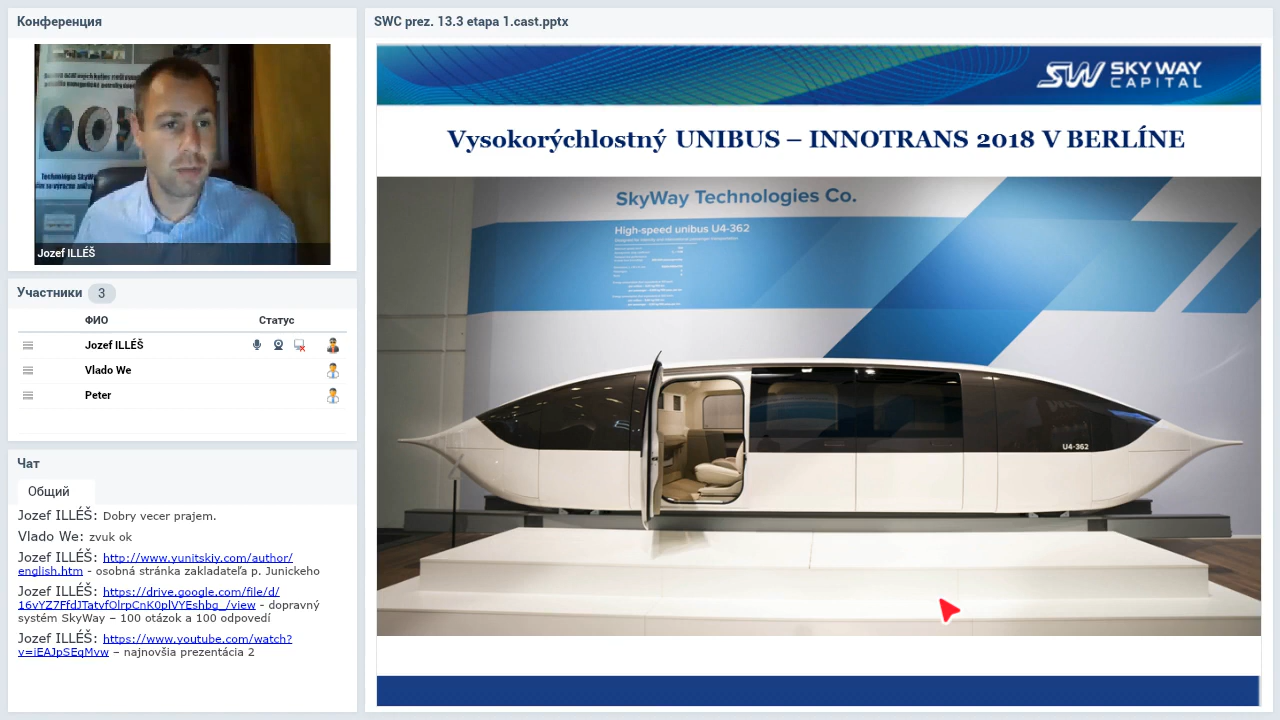 Конференция
Jozef ILLÉŠ
Участники 3
ФИО Статус
Jozef ILLÉŠ
Vlado We
Peter
Чат
Общий
Jozef ILLÉŠ: Dobry vecer prajem.
Vlado We: zvuk ok
Jozef ILLÉŠ: http://www.yunitskiy.com/author/
english.htm - osobná stránka zakladateľa p. Junickeho
Jozef ILLÉŠ: https://drive.google.com/file/d/
16vYZ7FfdJTatvfOlrpCnK0plVYEshbg_/view - dopravný
systém SkyWay – 100 otázok a 100 odpovedí
Jozef ILLÉŠ: https://www.youtube.com/watch?
v=iEAJpSEqMvw – najnovšia prezentácia 2
SWC prez. 13.3 etapa 1.cast.pptx
SW SKY WAY
CAPITAL
Vysokorýchlostný UNIBUS – INNOTRANS 2018 V BERLÍNE
SkyWay Technologies Co.
High-speed unibus U4-362
U4-362